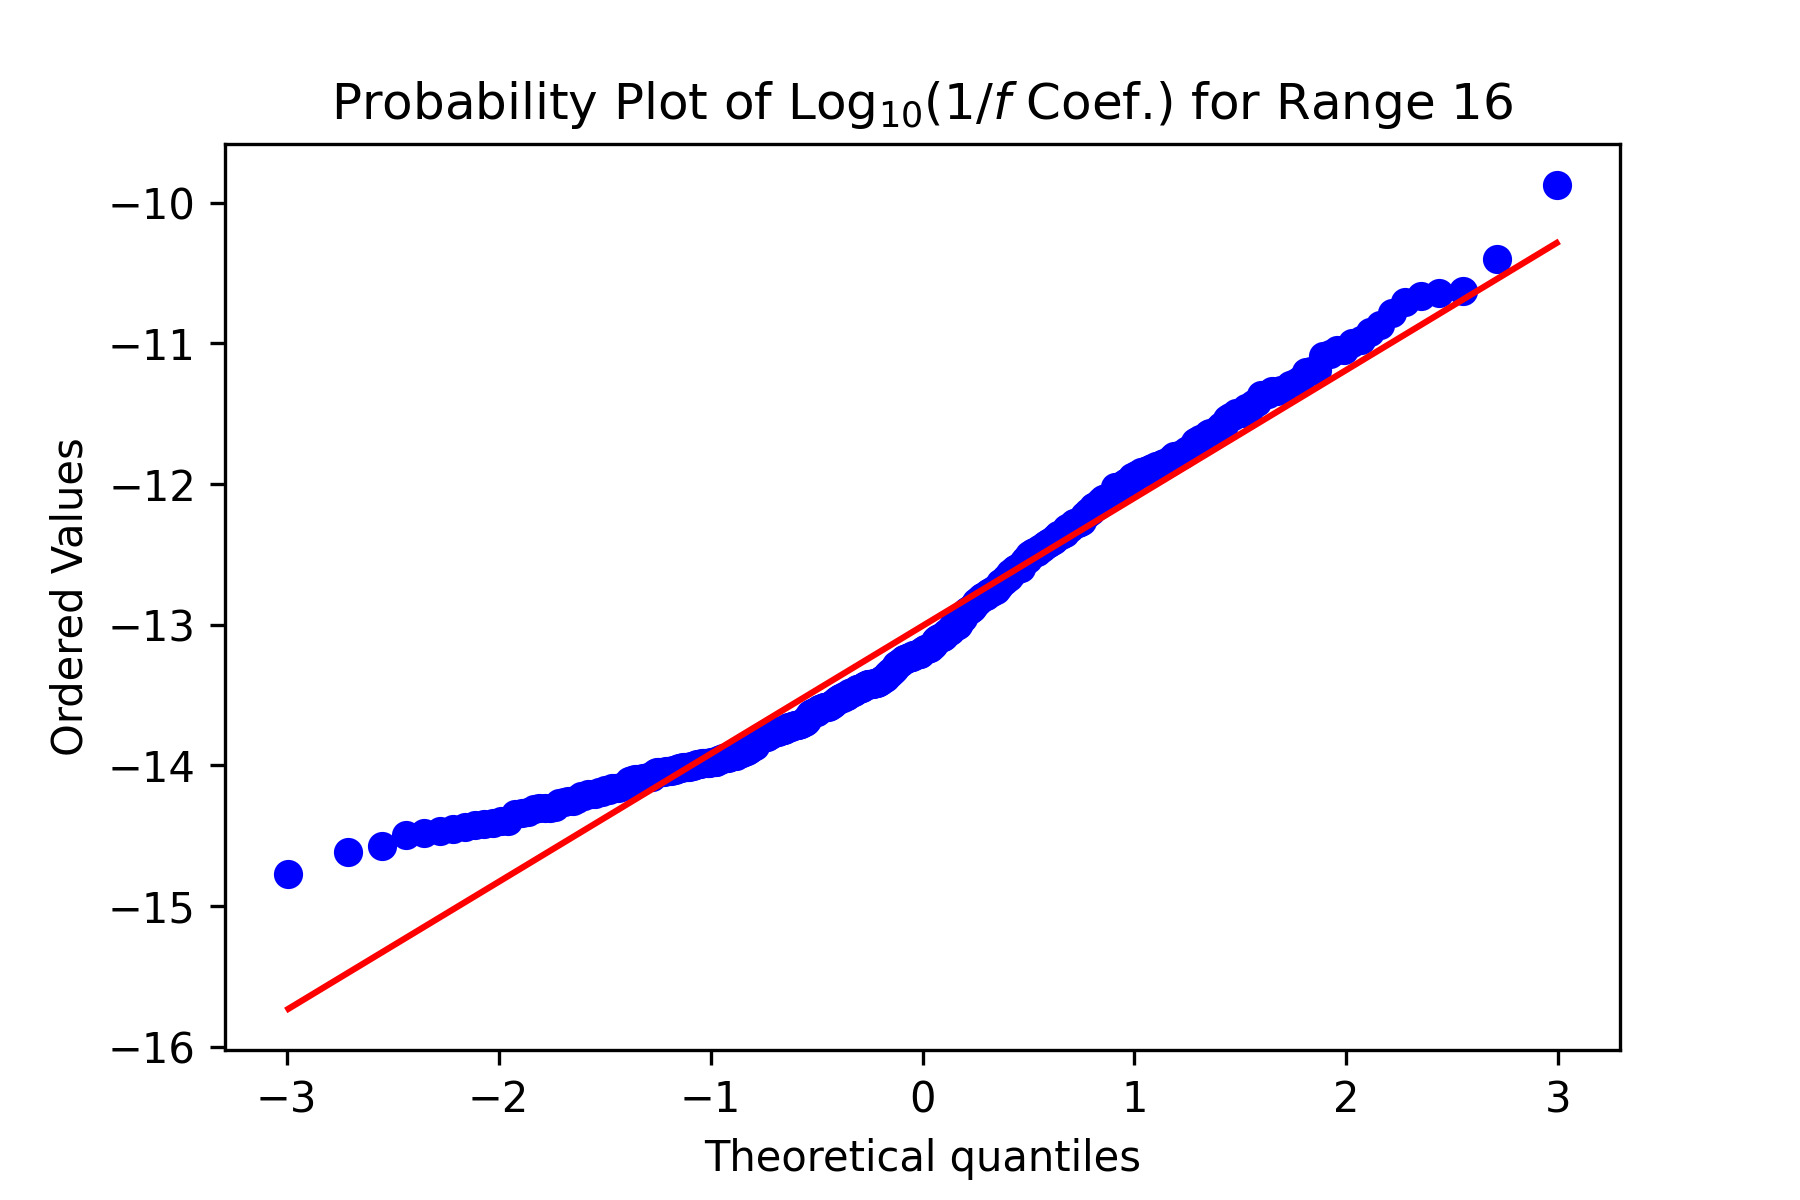 Probability Plot of Log₁₀(1/f Coef.) for Range 16
−10
−11
−12
−13
−14
−15
−16
Ordered Values
−3 −2 −1 0 1 2 3
Theoretical quantiles